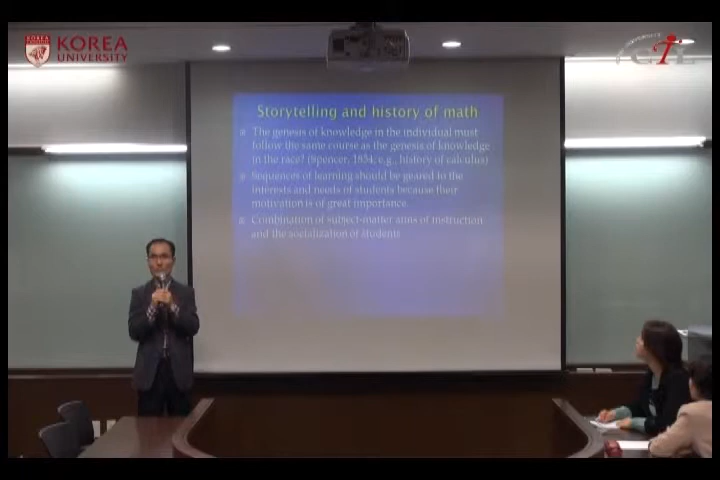 KOREA
UNIVERSITY
Storytelling and history of math
The genesis of knowledge in the individual must
follow the same course as the genesis of knowledge
in the race? (Spencer, 1854; e.g., history of calculus)
Sequences of learning should be geared to the
interests and needs of students because their
motivation is of great importance.
Combination of subject-matter aims of instruction
and the socialization of students